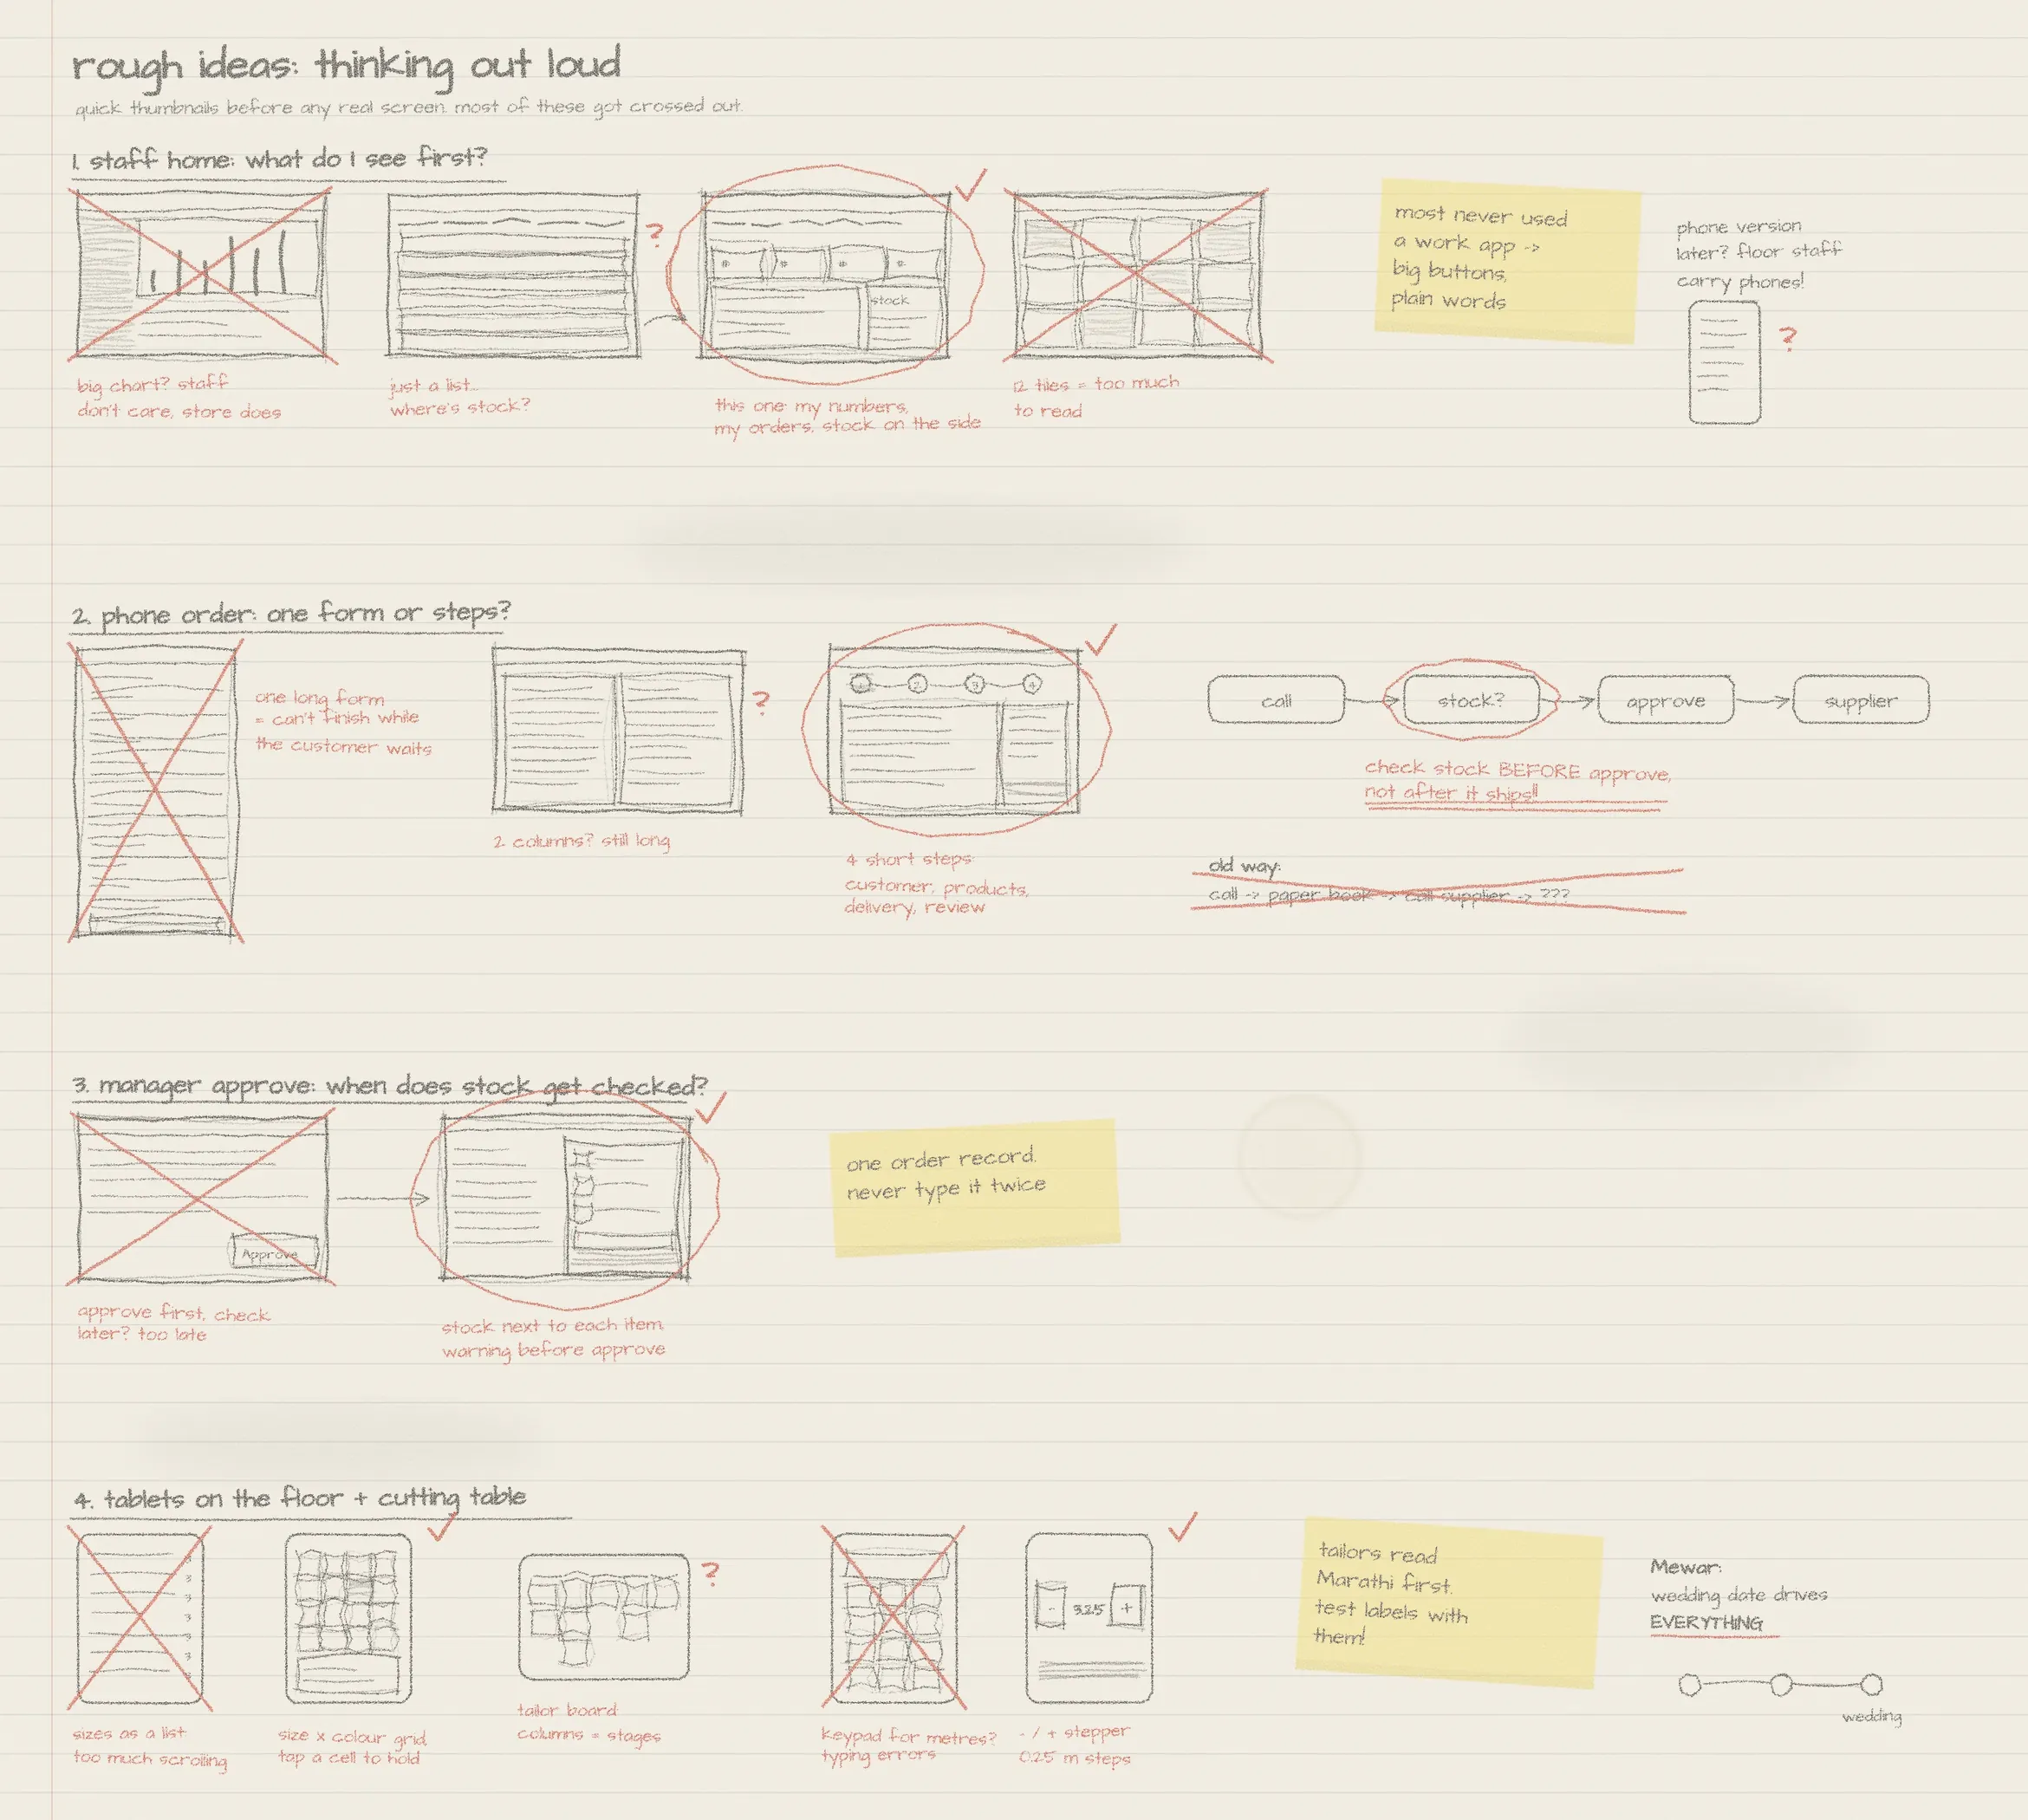 rough ideas: thinking out loud
quick thumbnails before any real screen. most of these got crossed out.
1. staff home: what do I see first?
?
stock
big chart? staff
don't care, store does
just a list...
where's stock?
this one: my numbers,
my orders, stock on the side
12 tiles = too much
to read
most never used
a work app ->
big buttons,
plain words
phone version
later? floor staff
carry phones!
?
2. phone order: one form or steps?
one long form
= can't finish while
the customer waits
?
2 columns? still long
2 3 4
4 short steps:
customer, products,
delivery, review
call
stock?
approve
supplier
check stock BEFORE approve,
not after it ships!!
old way:
call -> paper book -> call supplier -> ???
3. manager approve: when does stock get checked?
Approve
approve first, check
later? too late
stock next to each item.
warning before approve
one order record.
never type it twice
4. tablets on the floor + cutting table
3
3
3
3
3
sizes as a list
too much scrolling
size x colour grid.
tap a cell to hold
?
tailor board:
columns = stages
keypad for metres?
typing errors
- 3.25 +
- / + stepper
0.25 m steps
tailors read
Marathi first.
test labels with
them!
Mewar:
wedding date drives
EVERYTHING
wedding